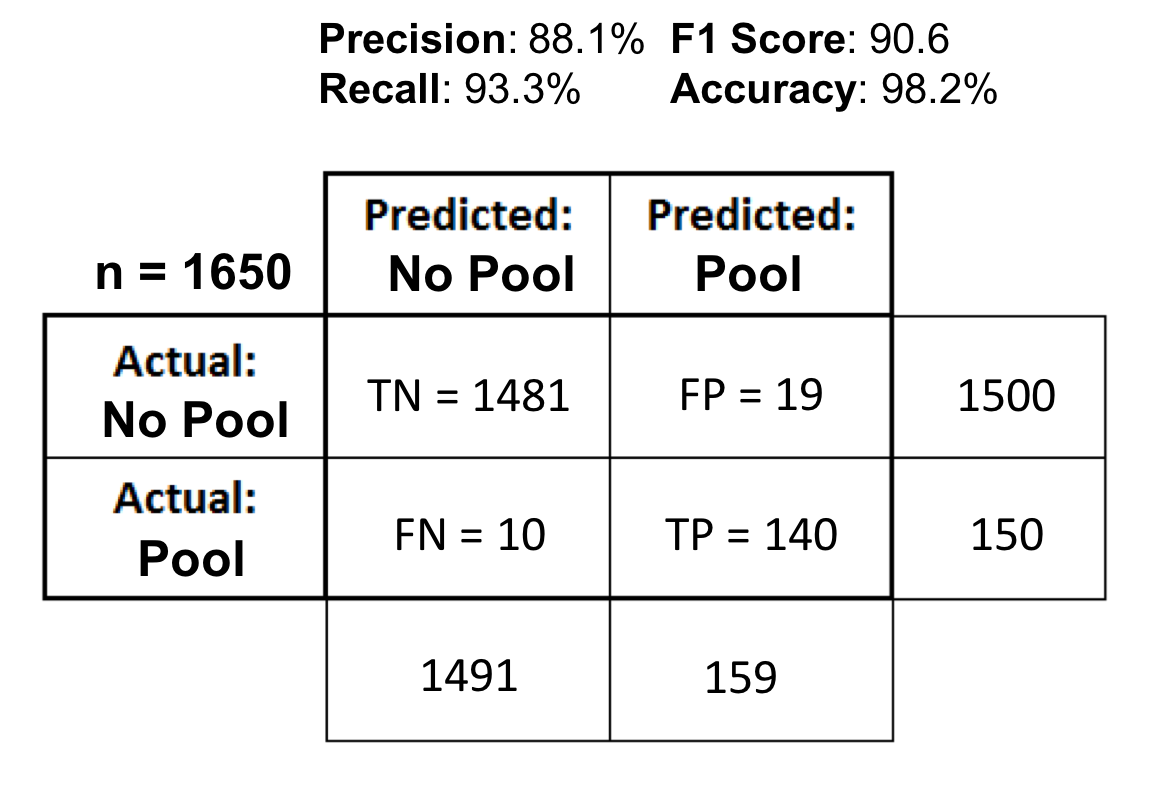 Precision: 88.1% F1 Score: 90.6
Recall: 93.3% Accuracy: 98.2%
Predicted: Predicted:
n = 1650 No Pool Pool
Actual:
No Pool TN = 1481 FP = 19 1500
Actual:
Pool FN = 10 TP = 140 150
1491 159